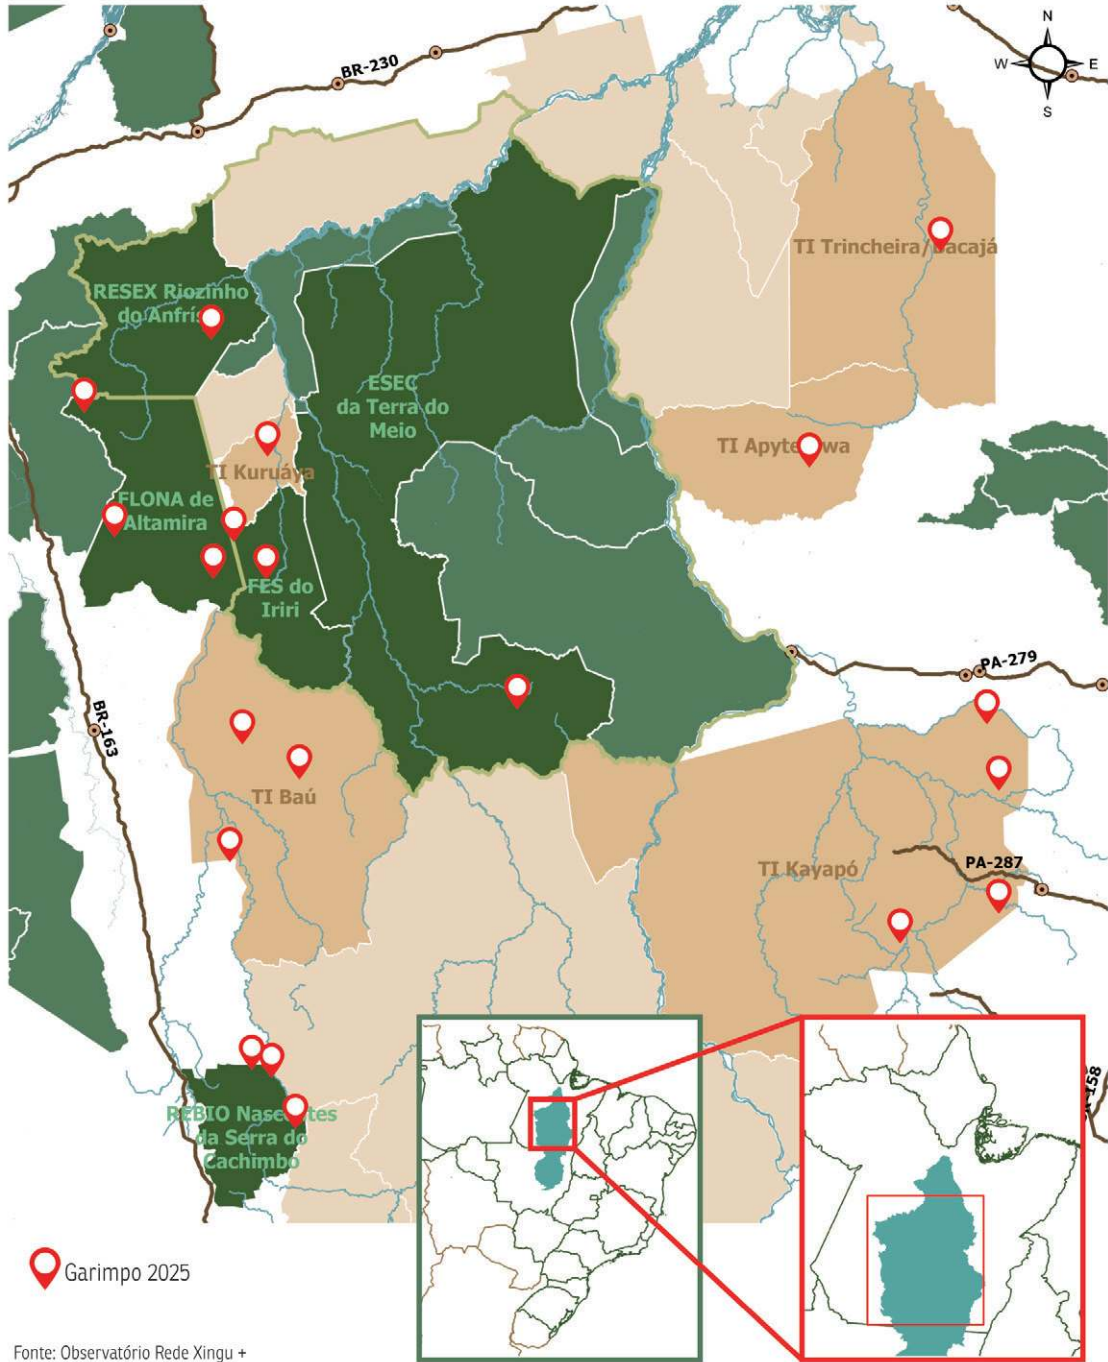 N
W E
S
BR-230
TI Trincheira/Bacajá
RESEX Riozinho
do Anfrís
ESEC
da Terra do
Meio
TI Apyterewa
TI Kuruáya
FLONA de
Altamira
FES do
Iriri
PA-279
BR-163
TI Baú
TI Kayapó
PA-287
158
REBIO Nascentes
da Serra do
Cachimbo
Garimpo 2025
Fonte: Observatório Rede Xingu +